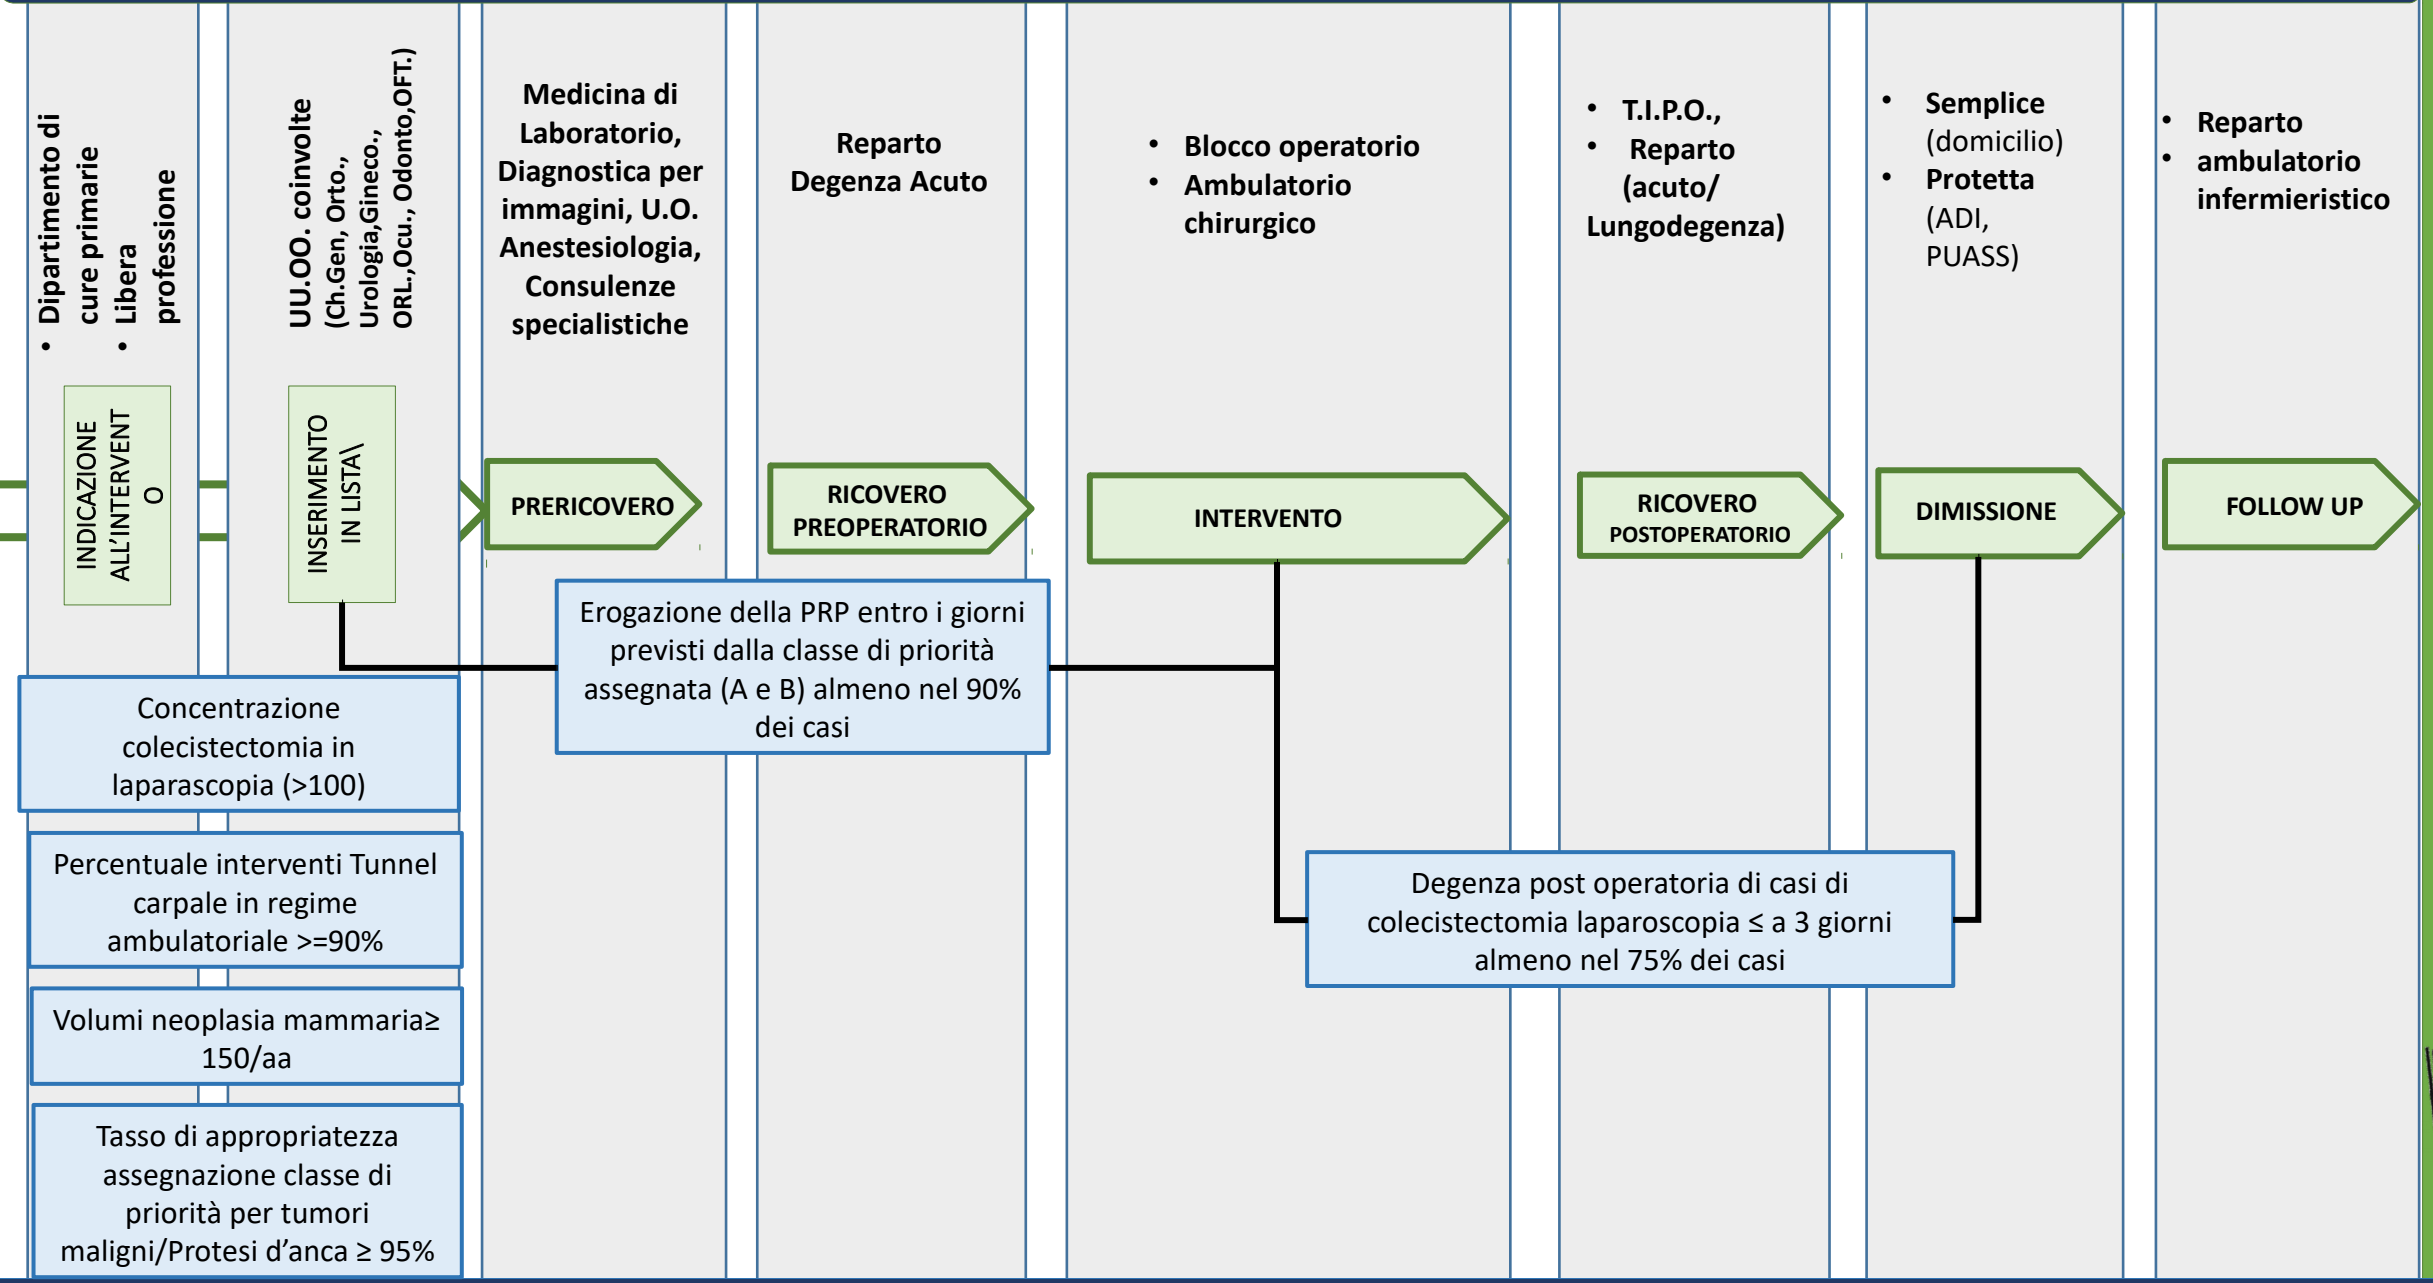 • Dipartimento di
cure primarie
• Libera
professione
UU.OO. coinvolte
(Ch.Gen, Orto.,
Urologia,Gineco.,
ORL.,Ocu., Odonto,OFT.)
Medicina di
Laboratorio,
Diagnostica per
immagini, U.O.
Anestesiologia,
Consulenze
specialistiche
Reparto
Degenza Acuto
• Blocco operatorio
• Ambulatorio
chirurgico
• T.I.P.O.,
• Reparto
(acuto/
Lungodegenza)
• Semplice
(domicilio)
• Protetta
(ADI,
PUASS)
• Reparto
• ambulatorio
infermieristico
INDICAZIONE
ALL'INTERVENT
O
INSERIMENTO
IN LISTA\
PRERICOVERO
RICOVERO
PREOPERATORIO
INTERVENTO
RICOVERO
POSTOPERATORIO
DIMISSIONE
FOLLOW UP
Erogazione della PRP entro i giorni
previsti dalla classe di priorità
assegnata (A e B) almeno nel 90%
dei casi
Concentrazione
colecistectomia in
laparascopia (>100)
Percentuale interventi Tunnel
carpale in regime
ambulatoriale >=90%
Degenza post operatoria di casi di
colecistectomia laparoscopia ≤ a 3 giorni
almeno nel 75% dei casi
Volumi neoplasia mammaria≥
150/aa
Tasso di appropriatezza
assegnazione classe di
priorità per tumori
maligni/Protesi d'anca ≥ 95%